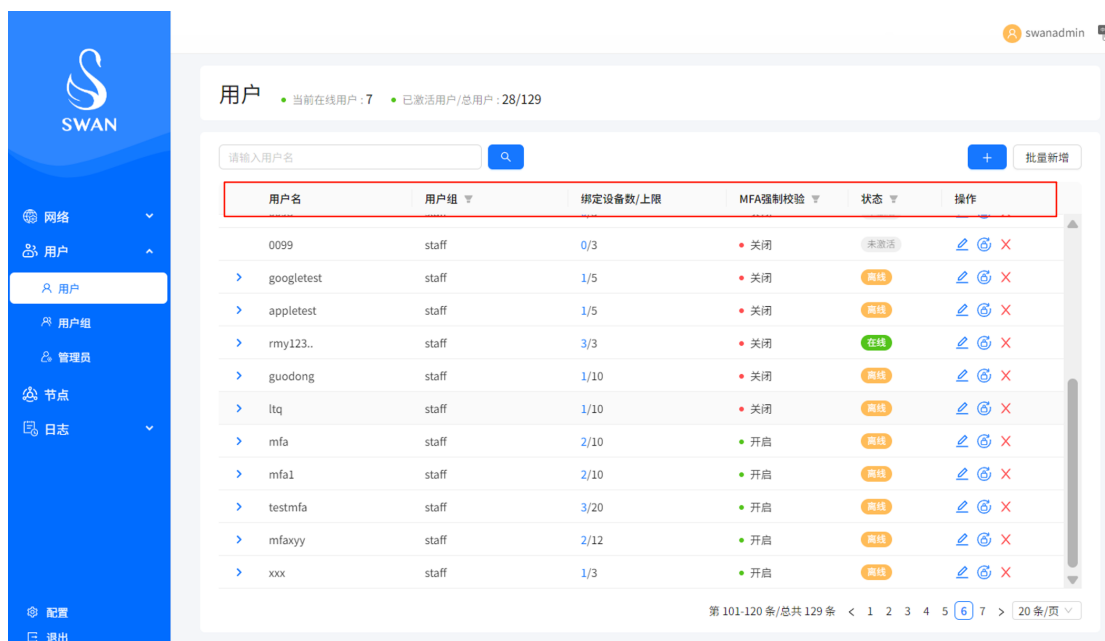 swanadmin
SWAN
用户 当前在线用户 : 7 已激活用户/总用户 : 28/129
请输入用户名 + 批量新增
用户名 用户组 绑定设备数/上限 MFA强制校验 状态 操作
0099 staff 0/3 关闭 未激活
googletest staff 1/5 关闭 离线
appletest staff 1/5 关闭 离线
rmy123.. staff 3/3 关闭 在线
guodong staff 1/10 关闭 离线
ltq staff 1/10 关闭 离线
mfa staff 2/10 开启 离线
mfa1 staff 2/10 开启 离线
testmfa staff 3/20 开启 离线
mfaxyy staff 2/12 开启 离线
xxx staff 1/3 开启 离线
第 101-120 条/总共 129 条 < 1 2 3 4 5 6 7 > 20 条/页
网络
用户
用户
用户组
管理员
节点
日志
配置
退出